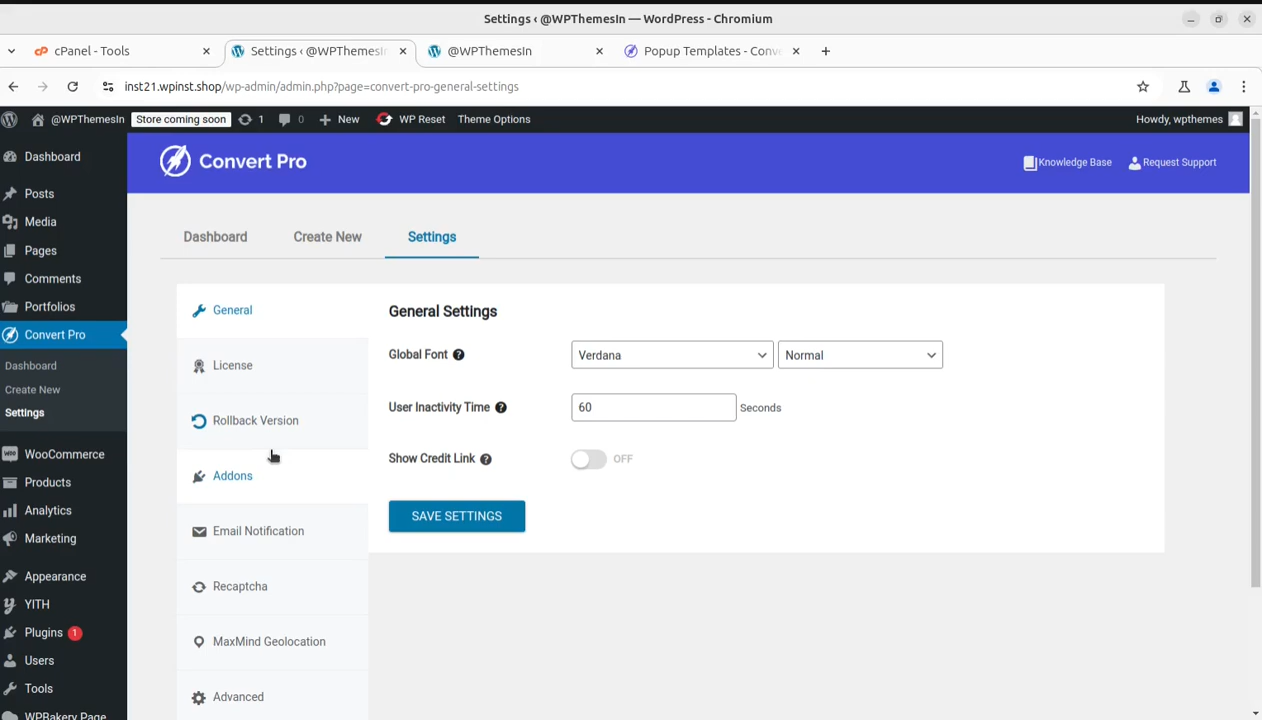 Settings ‹ @WPThemesIn — WordPress - Chromium
cPanel - Tools
Settings ‹ @WPThemesIn
@WPThemesIn
Popup Templates - Conv
inst21.wpinst.shop/wp-admin/admin.php?page=convert-pro-general-settings
@WPThemesIn
Store coming soon
1
0
New
WP Reset
Theme Options
Howdy, wpthemes
Dashboard
Posts
Media
Pages
Comments
Portfolios
Convert Pro
Dashboard
Create New
Settings
WooCommerce
Products
Analytics
Marketing
Appearance
YITH
Plugins 1
Users
Tools
WPBakery Page
Convert Pro
Knowledge Base
Request Support
Dashboard
Create New
Settings
General
License
Rollback Version
Addons
Email Notification
Recaptcha
MaxMind Geolocation
Advanced
General Settings
Global Font
Verdana
Normal
User Inactivity Time
60
Seconds
Show Credit Link
OFF
SAVE SETTINGS